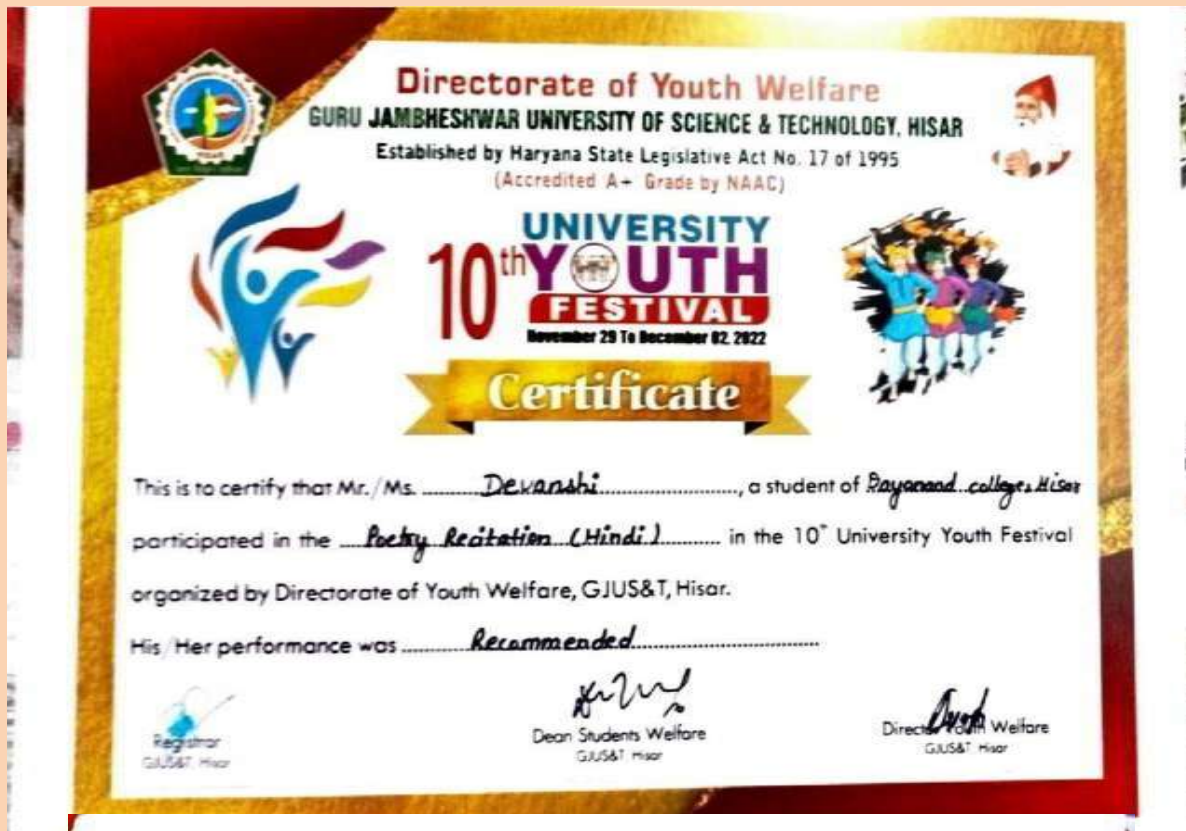 Directorate of Youth Welfare
GURU JAMBHESHWAR UNIVERSITY OF SCIENCE & TECHNOLOGY, HISAR
Established by Haryana State Legislative Act No. 17 of 1995
(Accredited A+ Grade by NAAC)
HISAR
10th UNIVERSITY
YOUTH
FESTIVAL
November 29 To December 02, 2022
Certificate
This is to certify that Mr./Ms. Devanshi, a student of Dayanand college, Hisar
participated in the Poetry Recitation (Hindi) in the 10th University Youth Festival
organized by Directorate of Youth Welfare, GJUS&T, Hisar.
His/Her performance was Recommended
Registrar
GJUS&T, Hisar
Dean Students Welfare
GJUS&T, Hisar
Director Youth Welfare
GJUS&T, Hisar